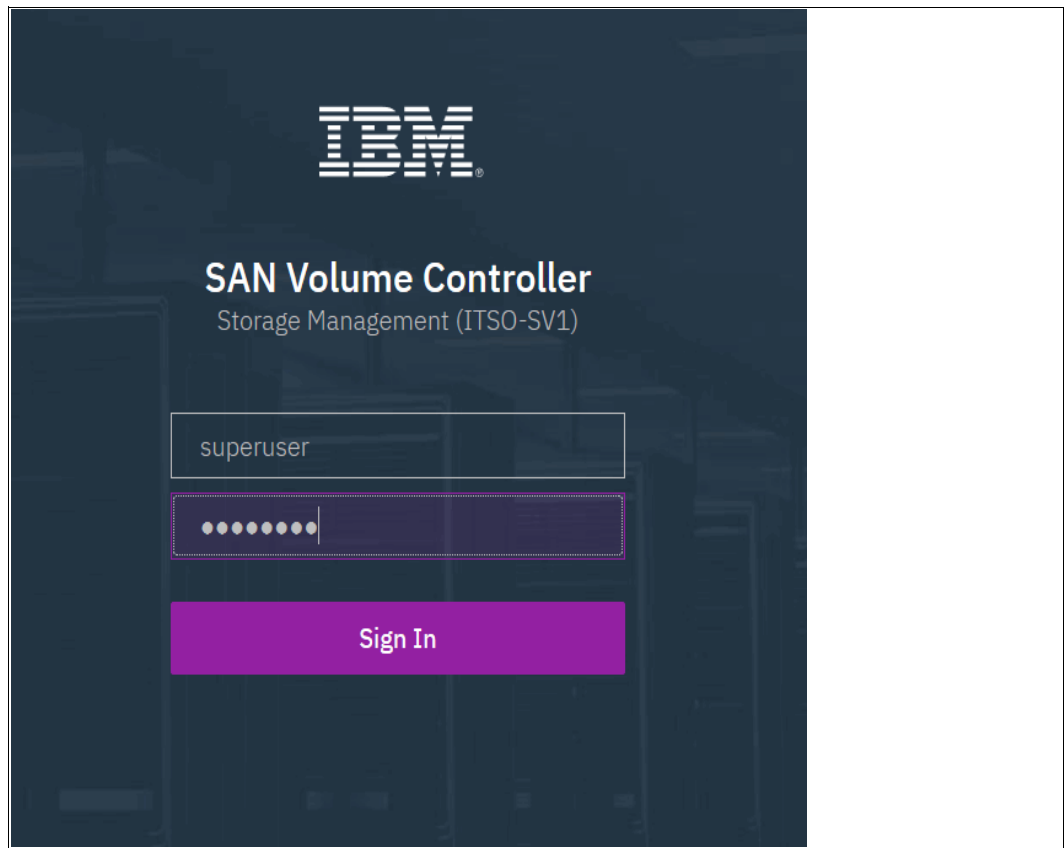 IBM®
SAN Volume Controller
Storage Management (ITSO-SV1)
superuser
●●●●●●●●
Sign In